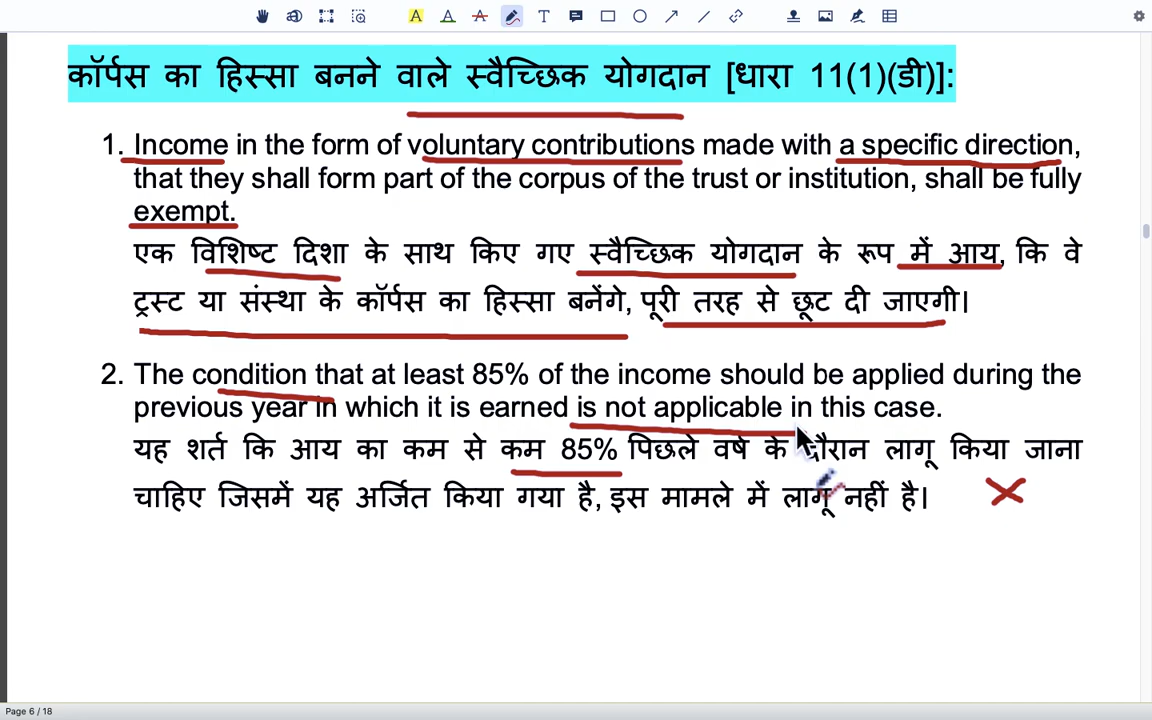 कॉर्पस का हिस्सा बनने वाले स्वैच्छिक योगदान [धारा 11(1)(डी)]:
1. Income in the form of voluntary contributions made with a specific direction,
that they shall form part of the corpus of the trust or institution, shall be fully
exempt.
एक विशिष्ट दिशा के साथ किए गए स्वैच्छिक योगदान के रूप में आय, कि वे
ट्रस्ट या संस्था के कॉर्पस का हिस्सा बनेंगे, पूरी तरह से छूट दी जाएगी।
2. The condition that at least 85% of the income should be applied during the
previous year in which it is earned is not applicable in this case.
यह शर्त कि आय का कम से कम 85% पिछले वर्ष के दौरान लागू किया जाना
चाहिए जिसमें यह अर्जित किया गया है, इस मामले में लागू नहीं है।
Page 6 / 18